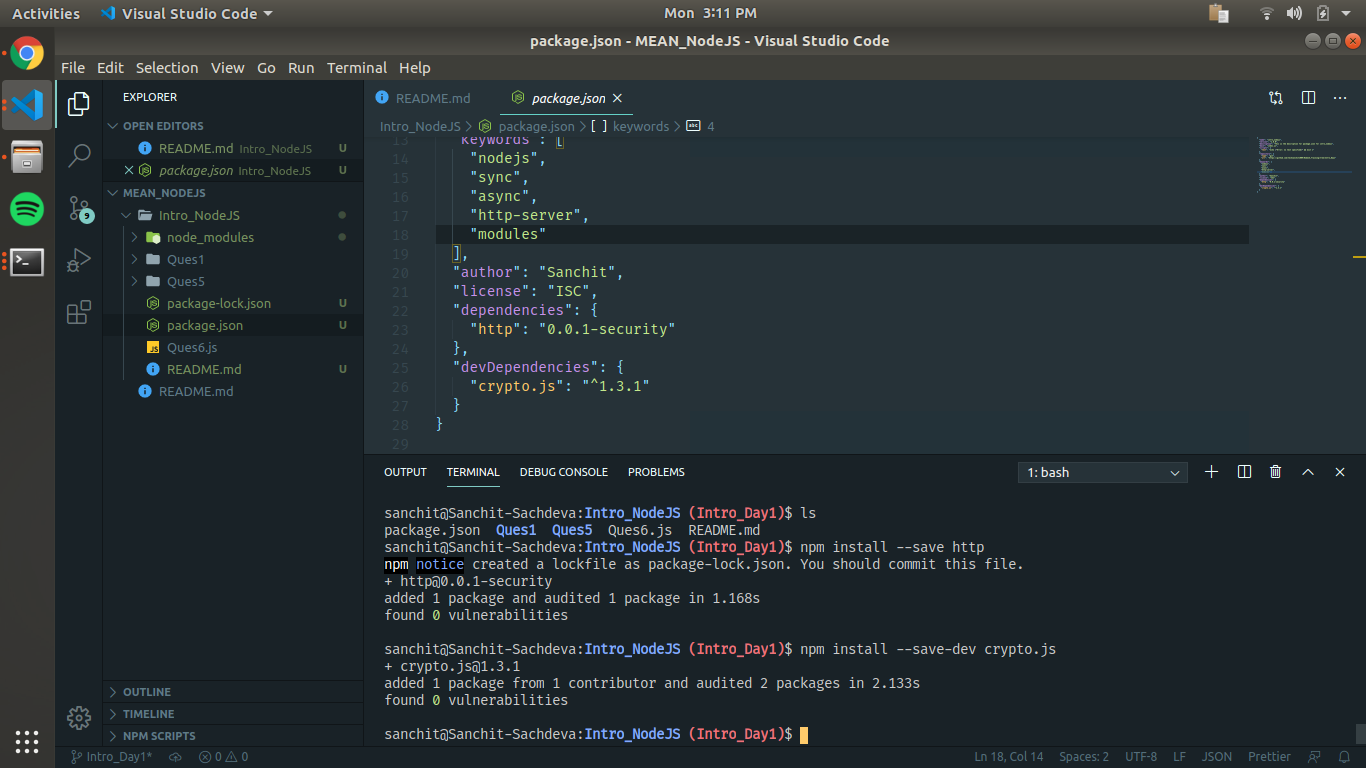 Activities Visual Studio Code Mon 3:11 PM
package.json - MEAN_NodeJS - Visual Studio Code
File Edit Selection View Go Run Terminal Help
EXPLORER
OPEN EDITORS
README.md Intro_NodeJS U
package.json Intro_NodeJS U
MEAN_NODEJS
Intro_NodeJS
node_modules
Ques1
Ques5
package-lock.json U
package.json U
Ques6.js
README.md U
README.md
OUTLINE
TIMELINE
NPM SCRIPTS
9
README.md package.json
Intro_NodeJS > package.json > [ ] keywords > abc 4
13 "keywords": [
14 "nodejs",
15 "sync",
16 "async",
17 "http-server",
18 "modules"
19 ],
20 "author": "Sanchit",
21 "license": "ISC",
22 "dependencies": {
23 "http": "0.0.1-security"
24 },
25 "devDependencies": {
26 "crypto.js": "^1.3.1"
27 }
28 }
29
OUTPUT TERMINAL DEBUG CONSOLE PROBLEMS 1: bash
sanchit@Sanchit-Sachdeva:Intro_NodeJS (Intro_Day1)$ ls
package.json Ques1 Ques5 Ques6.js README.md
sanchit@Sanchit-Sachdeva:Intro_NodeJS (Intro_Day1)$ npm install --save http
npm notice created a lockfile as package-lock.json. You should commit this file.
+ http@0.0.1-security
added 1 package and audited 1 package in 1.168s
found 0 vulnerabilities
sanchit@Sanchit-Sachdeva:Intro_NodeJS (Intro_Day1)$ npm install --save-dev crypto.js
+ crypto.js@1.3.1
added 1 package from 1 contributor and audited 2 packages in 2.133s
found 0 vulnerabilities
sanchit@Sanchit-Sachdeva:Intro_NodeJS (Intro_Day1)$
Intro_Day1* 0 0 Ln 18, Col 14 Spaces: 2 UTF-8 LF JSON Prettier